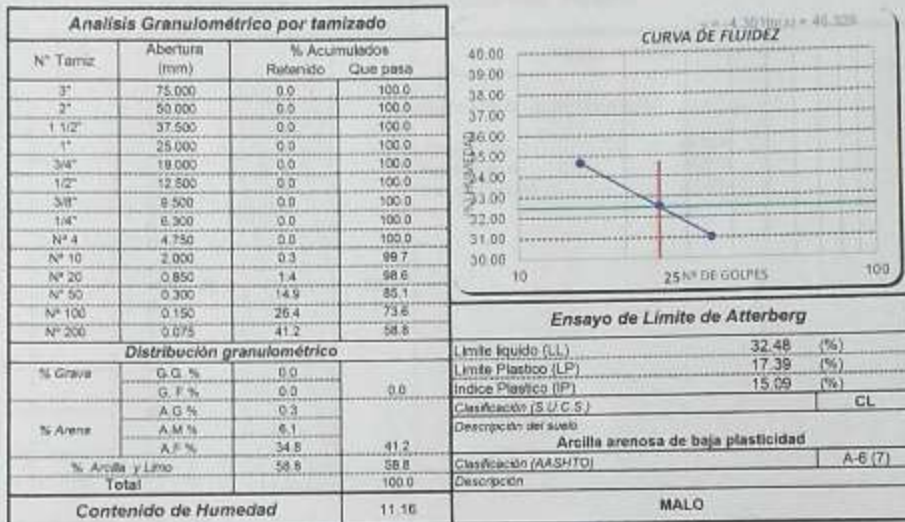 Analisis Granulométrico por tamizado
N° Tamiz Abertura (mm) % Acumulados
Retenido Que pasa
3" 75.000 0.0 100.0
2" 50.000 0.0 100.0
1 1/2" 37.500 0.0 100.0
1" 25.000 0.0 100.0
3/4" 19.000 0.0 100.0
1/2" 12.500 0.0 100.0
3/8" 9.500 0.0 100.0
1/4" 6.300 0.0 100.0
N° 4 4.750 0.0 100.0
N° 10 2.000 0.3 99.7
N° 20 0.850 1.4 98.6
N° 50 0.300 14.9 85.1
N° 100 0.150 26.4 73.6
N° 200 0.075 41.2 58.8
Distribución granulométrico
% Grava G.G. % 0.0
G. F % 0.0 0.0
% Arena A.G % 0.3
A.M % 6.1
A.F % 34.8 41.2
% Arcilla y Limo 58.8 58.8
Total 100.0
Contenido de Humedad 11.16
CURVA DE FLUIDEZ
40.00
39.00
38.00
37.00
36.00
35.00
34.00
33.00
32.00
31.00
30.00
HUMEDAD
10 25 N° DE GOLPES 100
Ensayo de Límite de Atterberg
Limite liquido (LL) 32.48 (%)
Limite Plastico (LP) 17.39 (%)
Indice Plastico (IP) 15.09 (%)
Clasificación (S.U.C.S.) CL
Descripción del suelo
Arcilla arenosa de baja plasticidad
Clasificación (AASHTO) A-6 (7)
Descripción
MALO